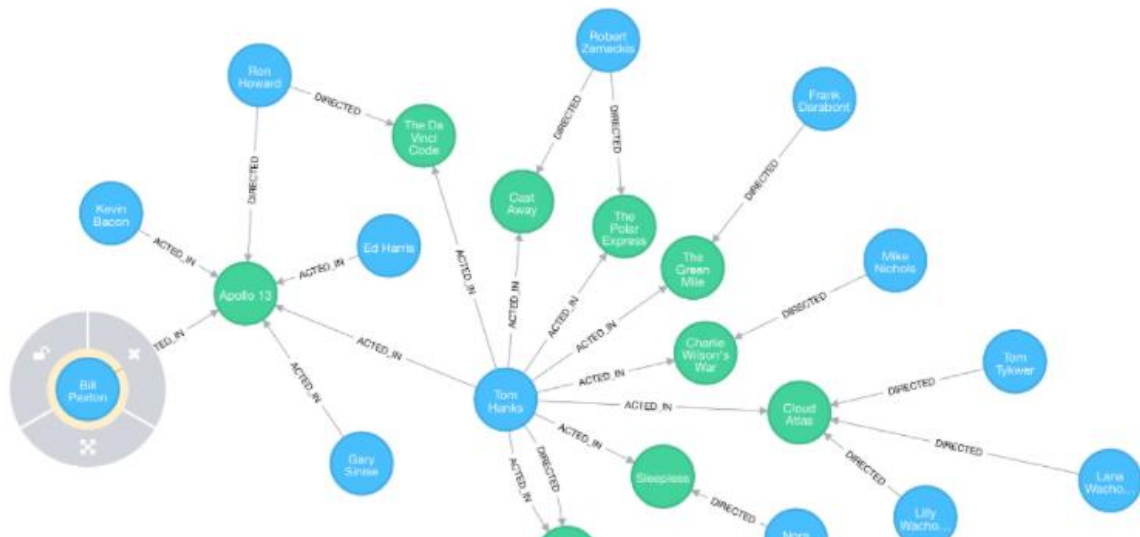 Robert
Zemeckis
Ron
Howard
Frank
Darabont
DIRECTED
DIRECTED
DIRECTED
The Da
Vinci
Code
DIRECTED
DIRECTED
Kevin
Bacon
Cast
Away
The
Polar
Express
Ed Harris
ACTED_IN
ACTED_IN
ACTED_IN
The
Green
Mile
Mike
Nichols
Apollo 13
ACTED_IN
ACTED_IN
ACTED_IN
DIRECTED
ACTED_IN
ACTED_IN
Charlie
Wilson's
War
Tom
Tykwer
Bill
Paxton
ACTED_IN
ACTED_IN
Tom
Hanks
ACTED_IN
Cloud
Atlas
DIRECTED
ACTED_IN
DIRECTED
Gary
Sinise
ACTED_IN
DIRECTED
Sleepless
DIRECTED
Lana
Wacho...
DIRECTED
Lilly
Wacho...
Nora